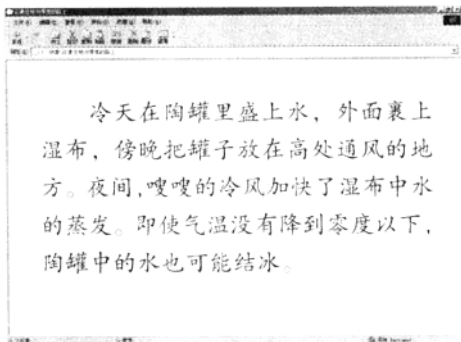 冷天在陶罐里盛上水，外面裹上
湿布，傍晚把罐子放在高处通风的地
方。夜间,嗖嗖的冷风加快了湿布中水
的蒸发。即使气温没有降到零度以下,
陶罐中的水也可能结冰。